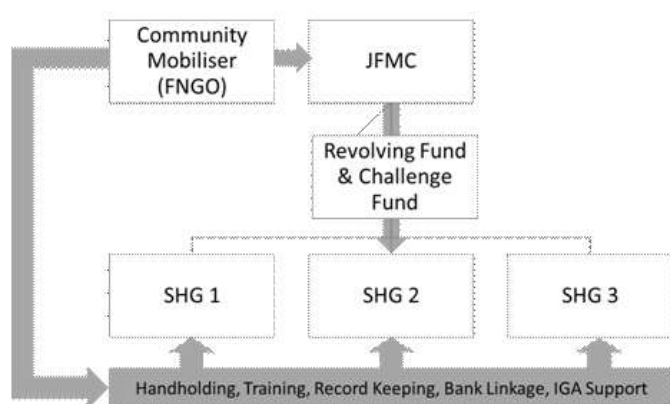 Community
Mobiliser
(FNGO)
JFMC
Revolving Fund
& Challenge
Fund
SHG 1
SHG 2
SHG 3
Handholding, Training, Record Keeping, Bank Linkage, IGA Support